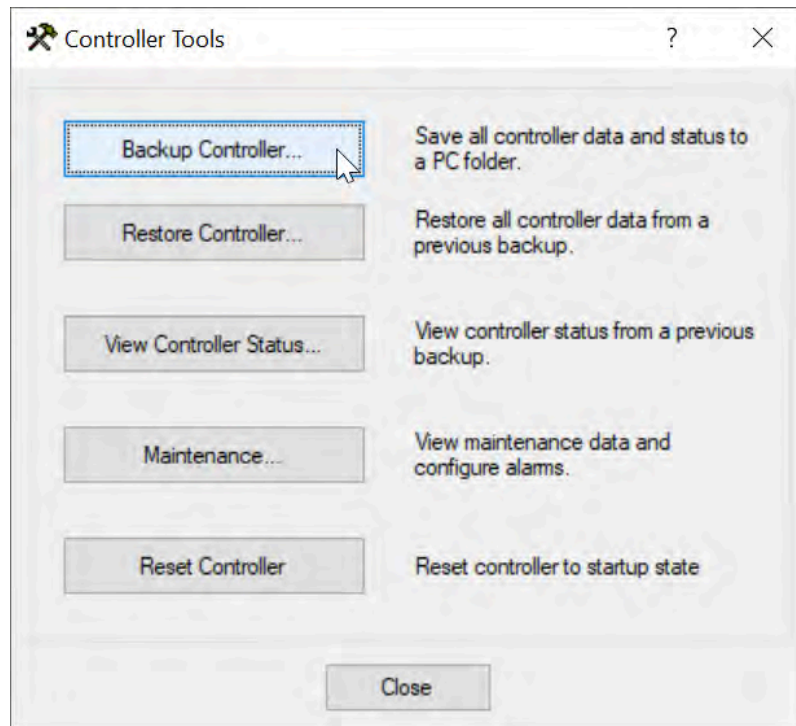 Controller Tools
?
Backup Controller...
Save all controller data and status to
a PC folder.
Restore Controller...
Restore all controller data from a
previous backup.
View Controller Status...
View controller status from a previous
backup.
Maintenance...
View maintenance data and
configure alarms.
Reset Controller
Reset controller to startup state
Close